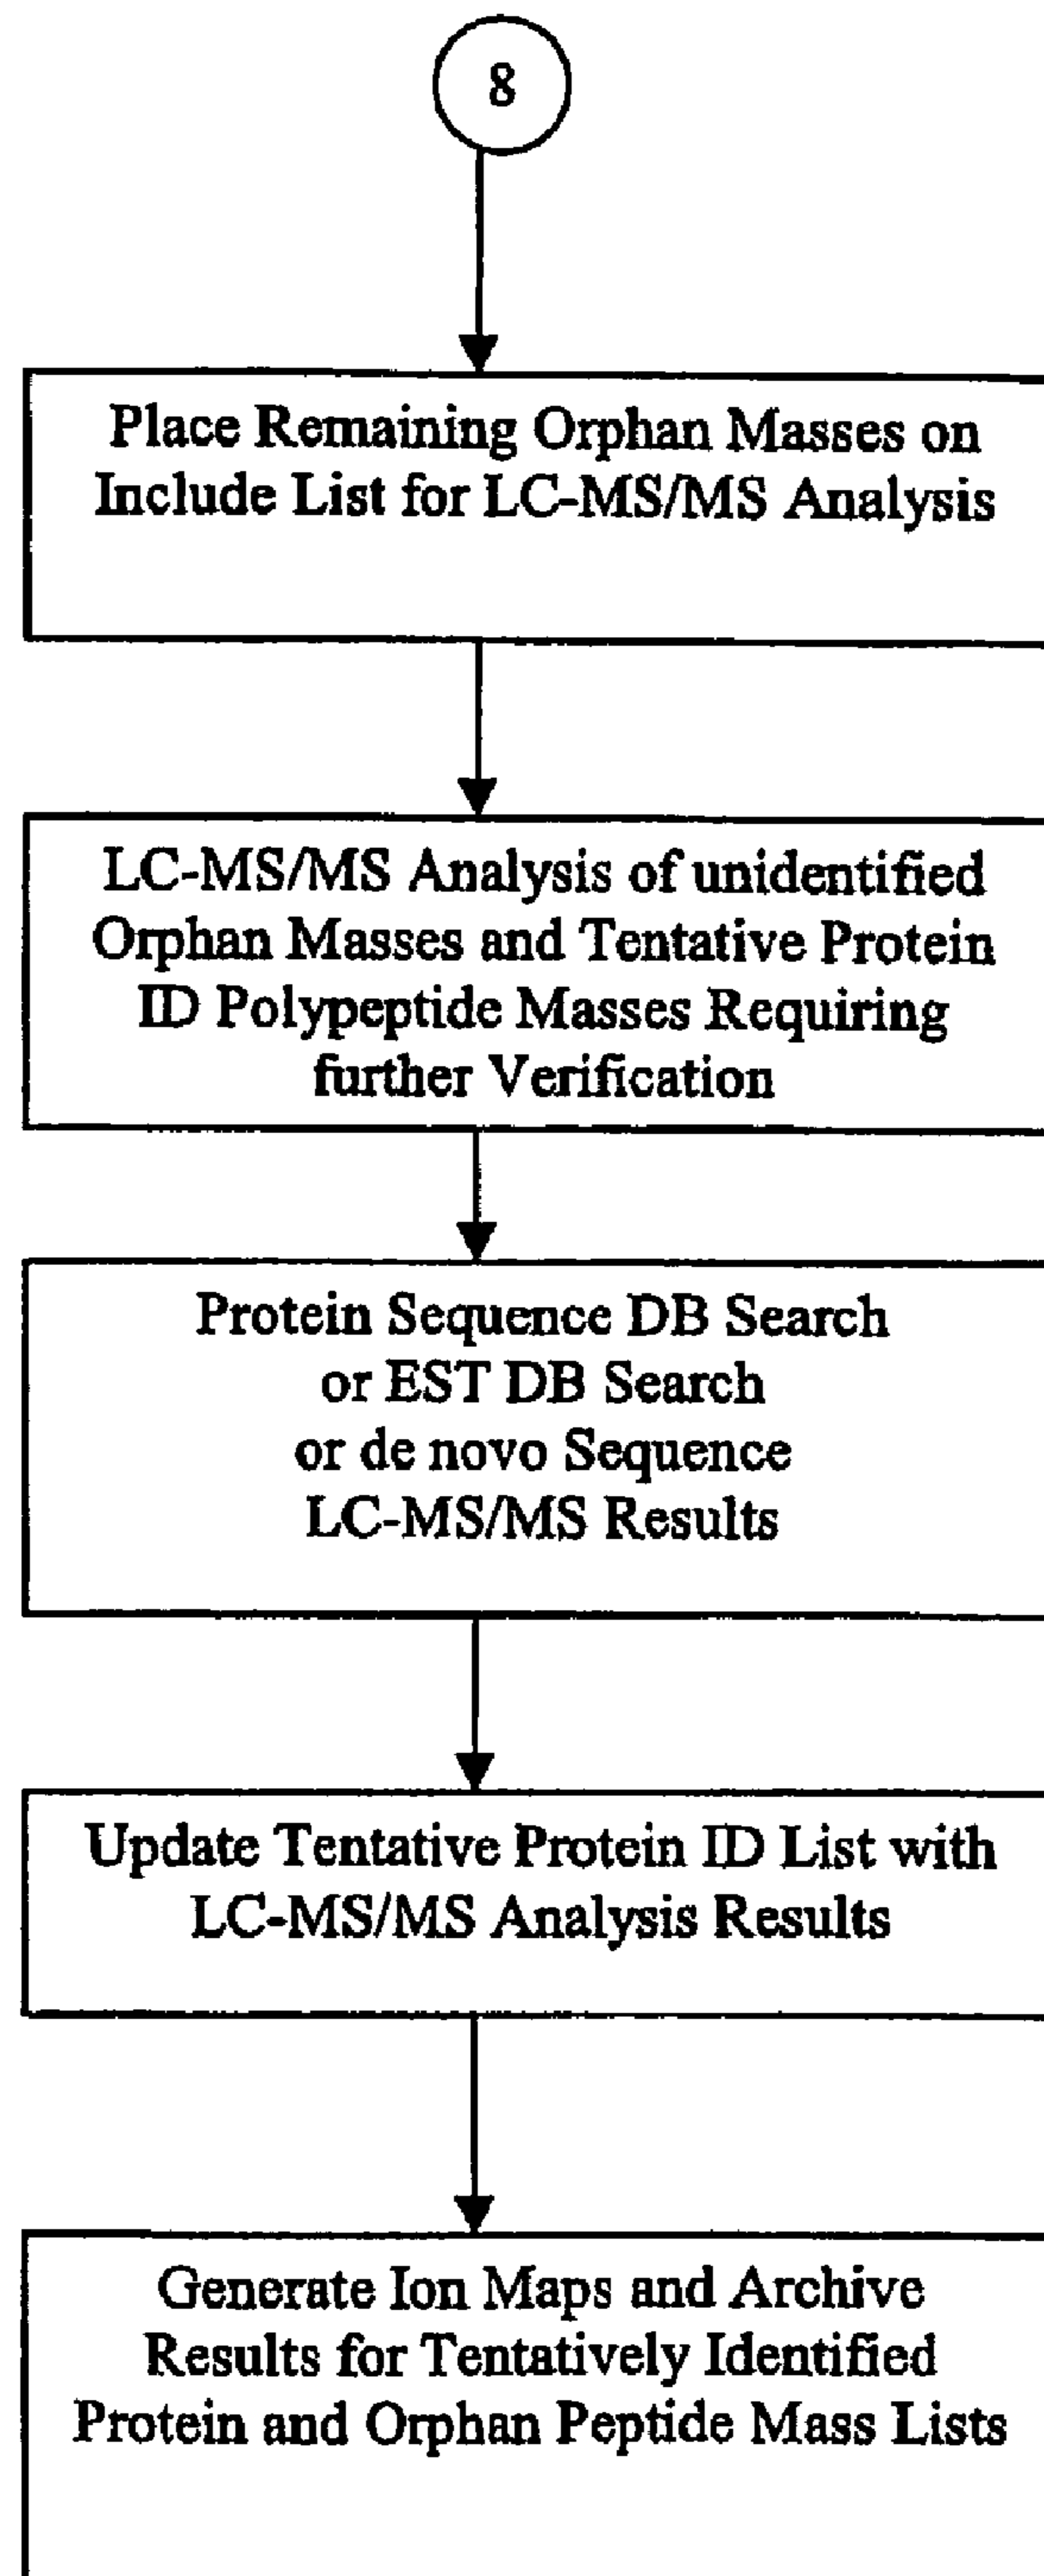 8
Place Remaining Orphan Masses on
Include List for LC-MS/MS Analysis
LC-MS/MS Analysis of unidentified
Orphan Masses and Tentative Protein
ID Polypeptide Masses Requiring
further Verification
Protein Sequence DB Search
or EST DB Search
or de novo Sequence
LC-MS/MS Results
Update Tentative Protein ID List with
LC-MS/MS Analysis Results
Generate Ion Maps and Archive
Results for Tentatively Identified
Protein and Orphan Peptide Mass Lists